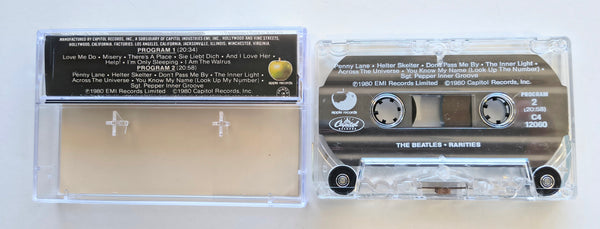 MANUFACTURED BY CAPITOL RECORDS, INC., A SUBSIDIARY OF CAPITOL INDUSTRIES-EMI, INC., HOLLYWOOD AND VINE STREETS,
HOLLYWOOD, CALIFORNIA. FACTORIES: LOS ANGELES, CALIFORNIA; JACKSONVILLE, ILLINOIS; WINCHESTER, VIRGINIA.
PROGRAM 1 (20:34)
Love Me Do • Misery • There's A Place • Sie Liebt Dich • And I Love Her
Help! • I'm Only Sleeping • I Am The Walrus
PROGRAM 2 (20:58)
Penny Lane • Helter Skelter • Don't Pass Me By • The Inner Light
Across The Universe • You Know My Name (Look Up My Number)
Sgt. Pepper Inner Groove
℗1980 EMI Records Limited ©1980 Capitol Records, Inc.
apple records
Penny Lane • Helter Skelter • Don't Pass Me By • The Inner Light
Across The Universe • You Know My Name (Look Up The Number)
Sgt. Pepper Inner Groove
℗1980 EMI Records Limited ©1980 Capitol Records, Inc.
apple records
Capitol
PROGRAM
2
(20:58)
C4
12060
THE BEATLES • RARITIES